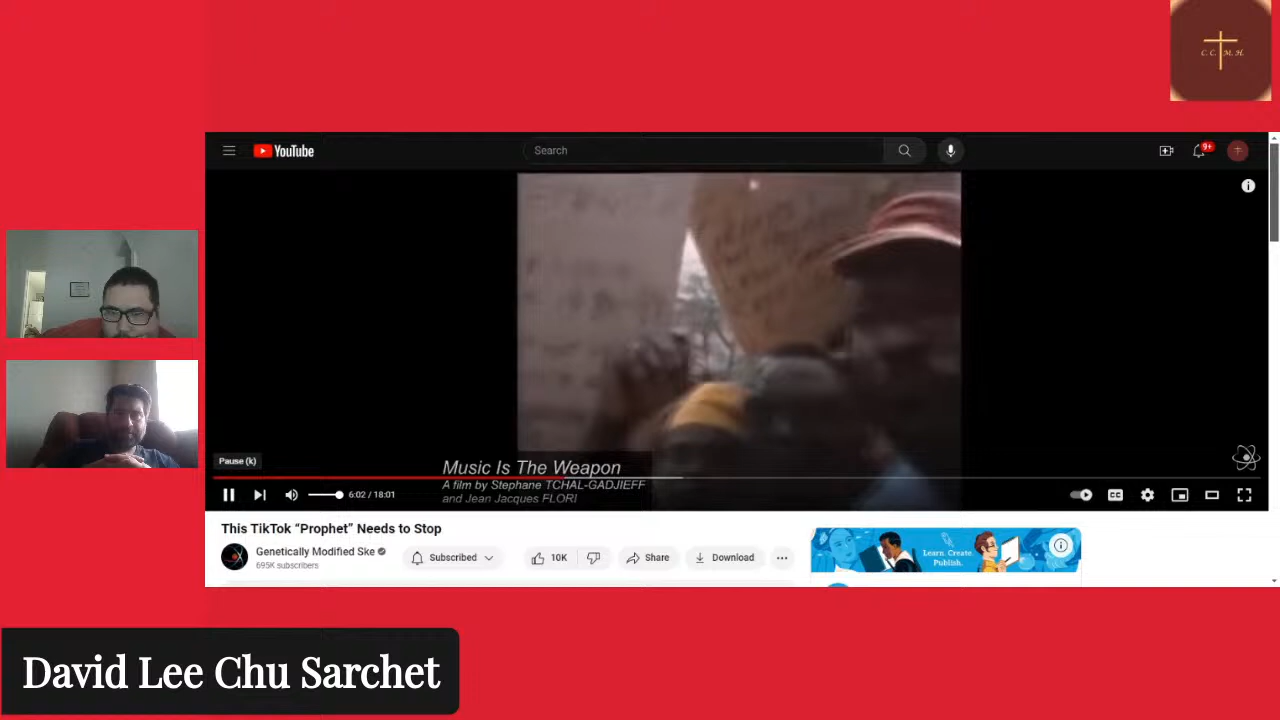 C. C. M. H.
YouTube
Search
9+
Pause (k)
6:02 / 18:01
Music Is The Weapon
A film by Stephane TCHAL-GADJIEFF
and Jean Jacques FLORI
This TikTok “Prophet” Needs to Stop
Genetically Modified Ske
695K subscribers
Subscribed
10K
Share
Download
Learn. Create.
Publish.
David Lee Chu Sarchet